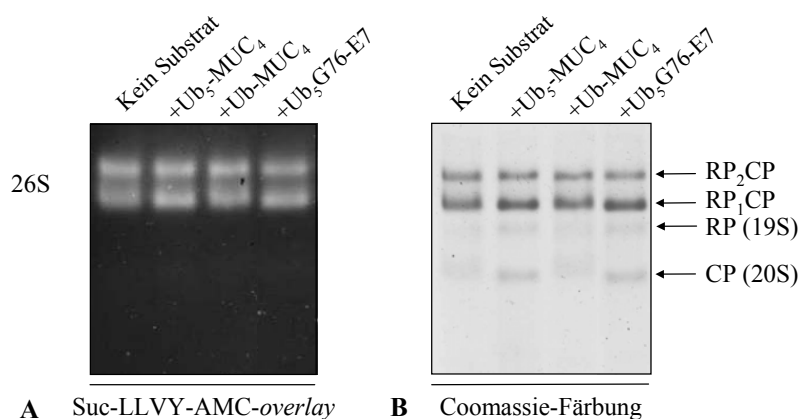 Kein Substrat
+Ub₅-MUC₄
+Ub-MUC₄
+Ub₅G76-E7
Kein Substrat
+Ub₅-MUC₄
+Ub-MUC₄
+Ub₅G76-E7
26S
RP₂CP
RP₁CP
RP (19S)
CP (20S)
A Suc-LLVY-AMC-overlay
B Coomassie-Färbung